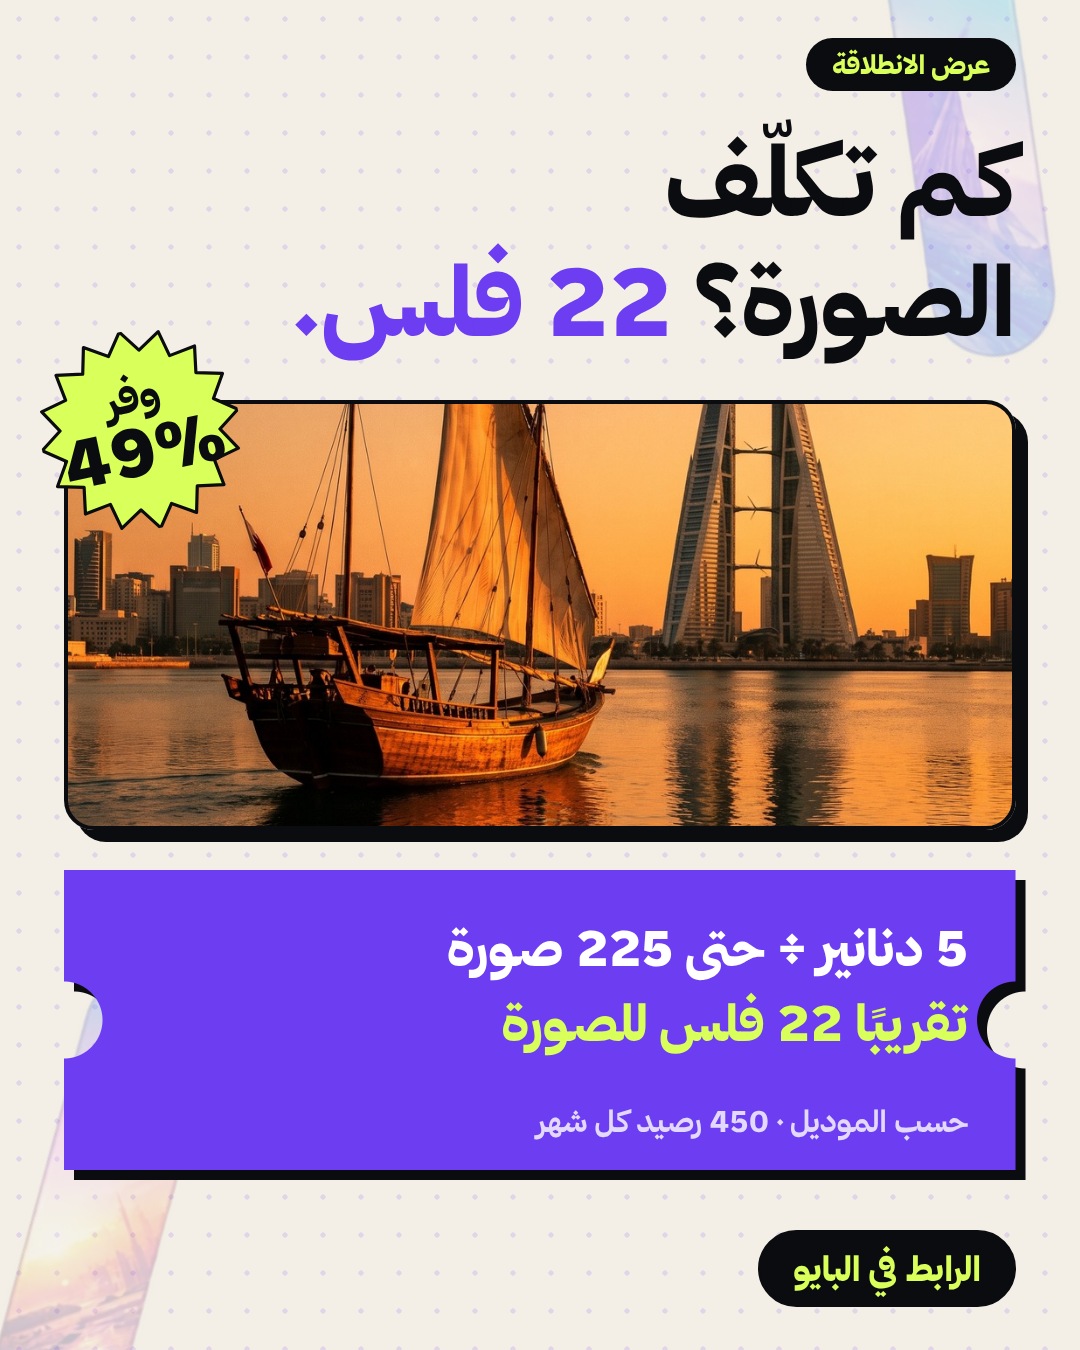 عرض الانطلاقة
كم تكلّف
الصورة؟ 22 فلس.
وفر
49%
5 دنانير ÷ حتى 225 صورة
تقريبًا 22 فلس للصورة
حسب الموديل · 450 رصيد كل شهر
الرابط في البايو